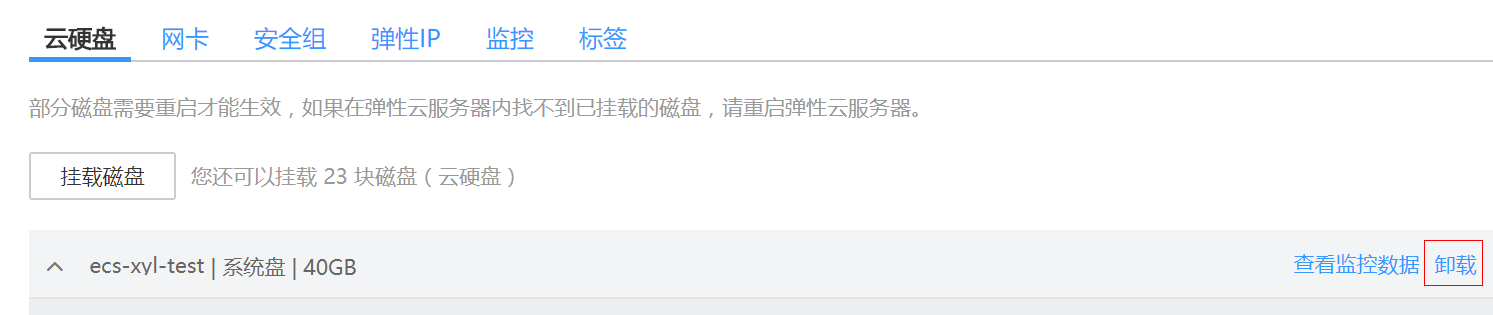 云硬盘 网卡 安全组 弹性IP 监控 标签
部分磁盘需要重启才能生效，如果在弹性云服务器内找不到已挂载的磁盘，请重启弹性云服务器。
挂载磁盘 您还可以挂载 23 块磁盘（云硬盘）
ecs-xyl-test | 系统盘 | 40GB 查看监控数据 卸载